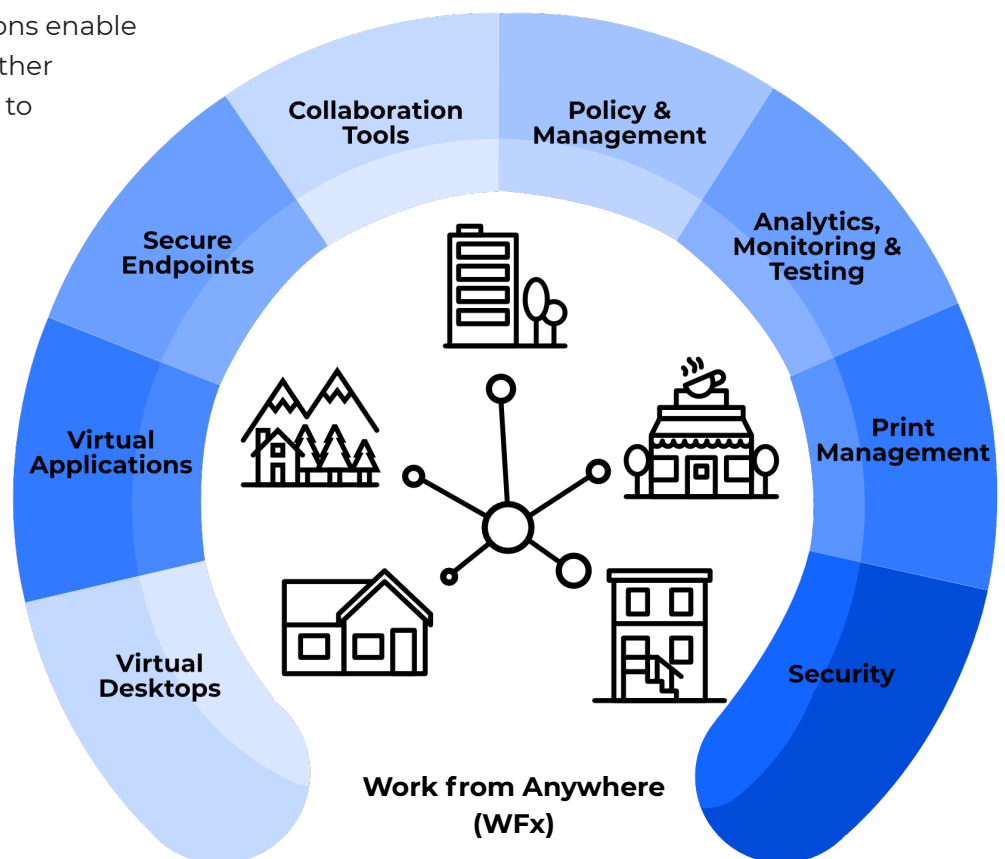 ons enable
ther
to
Collaboration
Tools
Policy &
Management
Secure
Endpoints
Analytics,
Monitoring &
Testing
Virtual
Applications
Print
Management
Virtual
Desktops
Security
Work from Anywhere
(WFx)